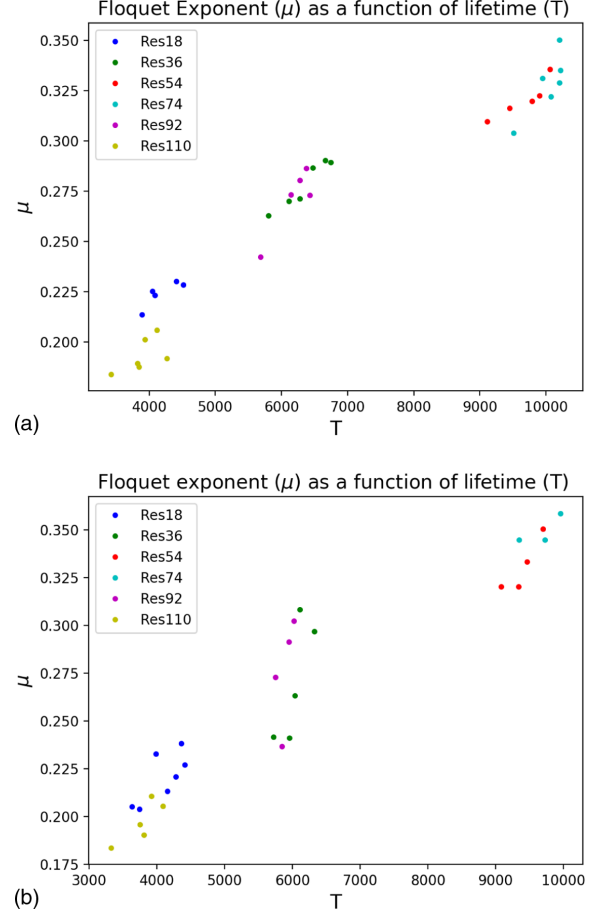 Floquet Exponent (μ) as a function of lifetime (T)
0.350
0.325
0.300
0.275
0.250
0.225
0.200
μ
Res18
Res36
Res54
Res74
Res92
Res110
4000 5000 6000 7000 8000 9000 10000
T
(a)
Floquet exponent (μ) as a function of lifetime (T)
0.350
0.325
0.300
0.275
0.250
0.225
0.200
0.175
μ
Res18
Res36
Res54
Res74
Res92
Res110
3000 4000 5000 6000 7000 8000 9000 10000
T
(b)